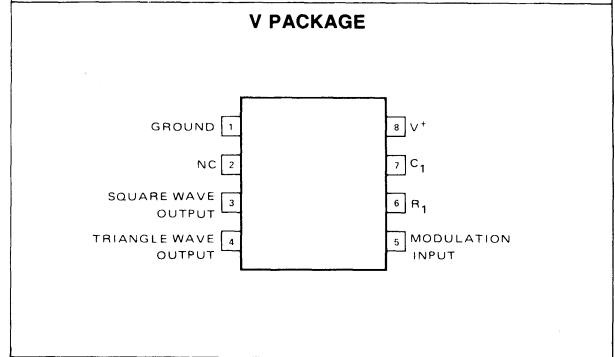 V PACKAGE
GROUND 1
NC 2
SQUARE WAVE
OUTPUT 3
TRIANGLE WAVE
OUTPUT 4
8 V+
7 C1
6 R1
5 MODULATION
INPUT